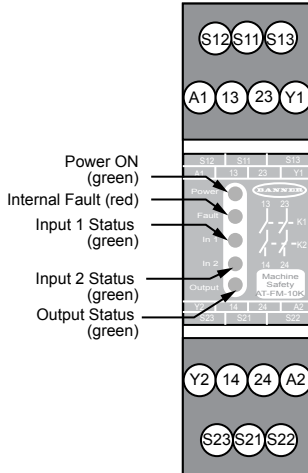 S12 S11 S13
A1 13 23 Y1
S12 S11 S13
A1 13 23 Y1
Power ON
(green)
Internal Fault (red)
Input 1 Status
(green)
Input 2 Status
(green)
Output Status
(green)
Power
Fault
In 1
In 2
Output
BANNER
13 23
K1
K2
14 24
Machine
Safety
AT-FM-10K
Y2 14 24 A2
S23 S21 S22
Y2 14 24 A2
S23 S21 S22